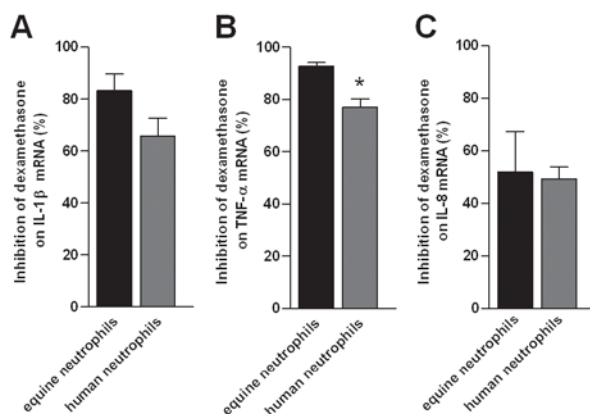 A
Inhibition of dexamethasone
on IL-1β mRNA (%)
100
80
60
40
20
0
equine neutrophils
human neutrophils
B
Inhibition of dexamethasone
on TNF-α mRNA (%)
100
80
60
40
20
0
*
equine neutrophils
human neutrophils
C
Inhibition of dexamethasone
on IL-8 mRNA (%)
100
80
60
40
20
0
equine neutrophils
human neutrophils